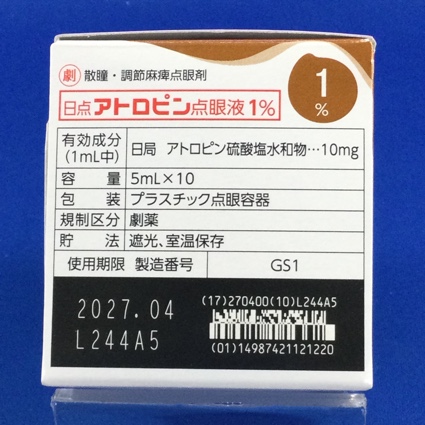 劇 散瞳・調節麻痺点眼剤
日点アトロピン点眼液1%
1
%
有効成分
(1mL中)
日局 アトロピン硫酸塩水和物…10mg
容量 5mL×10
包装 プラスチック点眼容器
規制区分 劇薬
貯法 遮光、室温保存
使用期限 製造番号 GS1
2027.04
L244A5
(17)270400(10)L244A5
(01)14987421121220